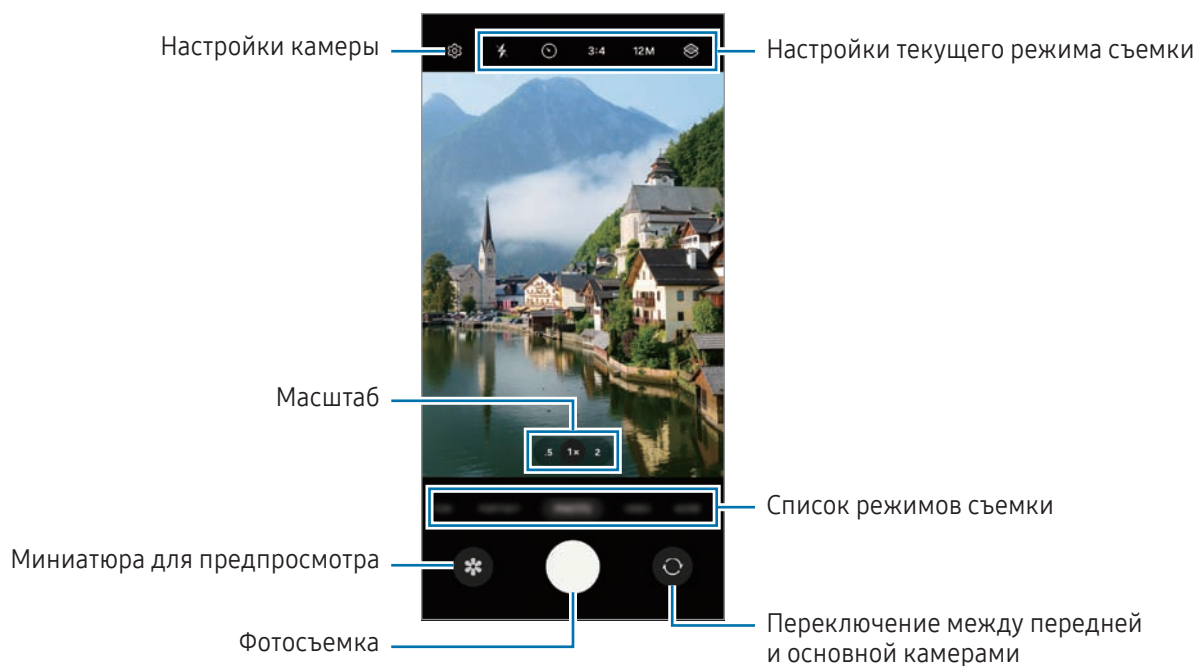 Настройки камеры
3:4
12M
Настройки текущего режима съемки
Масштаб
.5 1× 2
Список режимов съемки
Миниатюра для предпросмотра
Фотосъемка
Переключение между передней
и основной камерами